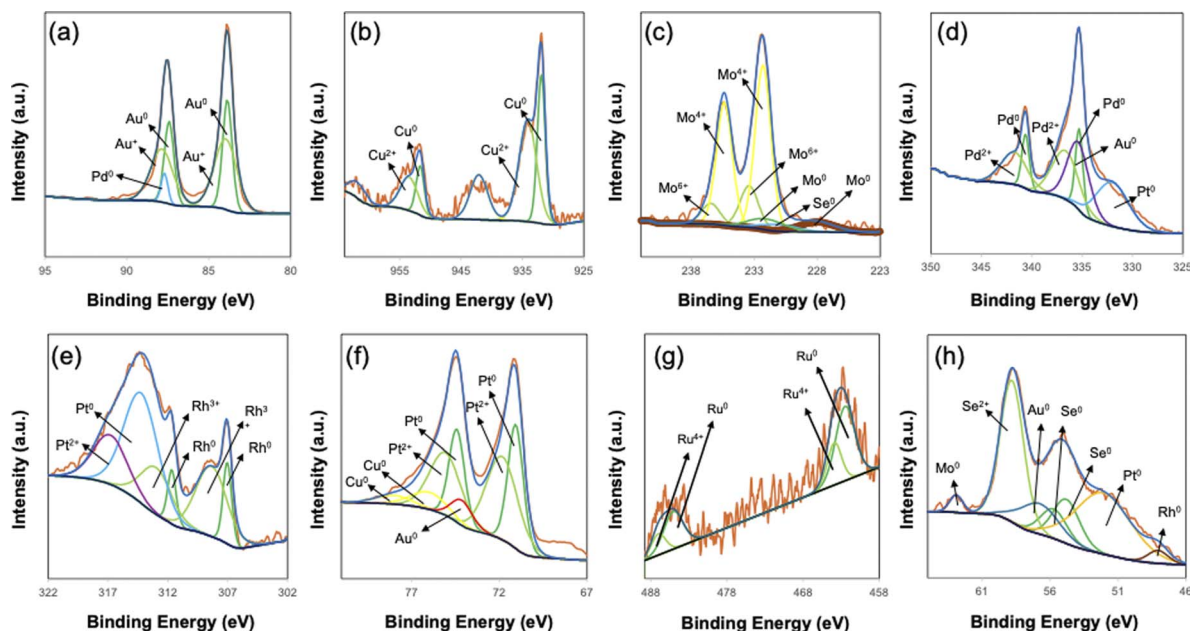 (a)
Intensity (a.u.)
Au⁰
Au⁰
Au⁺
Au⁺
Pd⁰
95 90 85 80
Binding Energy (eV)
(b)
Intensity (a.u.)
Cu⁰
Cu⁰
Cu²⁺
Cu²⁺
955 945 935 925
Binding Energy (eV)
(c)
Intensity (a.u.)
Mo⁴⁺
Mo⁴⁺
Mo⁶⁺
Mo⁶⁺
Mo⁰
Mo⁰
Se⁰
238 233 228 223
Binding Energy (eV)
(d)
Intensity (a.u.)
Pd⁰
Pd⁰
Pd²⁺
Pd²⁺
Au⁰
Pt⁰
350 345 340 335 330 325
Binding Energy (eV)
(e)
Intensity (a.u.)
Pt⁰
Rh³⁺
Rh³
+
Pt²⁺
Rh⁰
Rh⁰
322 317 312 307 302
Binding Energy (eV)
(f)
Intensity (a.u.)
Pt⁰
Pt²⁺
Pt⁰
Pt²⁺
Cu⁰
Cu⁰
Au⁰
77 72 67
Binding Energy (eV)
(g)
Intensity (a.u.)
Ru⁰
Ru⁴⁺
Ru⁰
Ru⁴⁺
488 478 468 458
Binding Energy (eV)
(h)
Intensity (a.u.)
Se²⁺
Au⁰
Se⁰
Se⁰
Pt⁰
Mo⁰
Rh⁰
61 56 51 46
Binding Energy (eV)